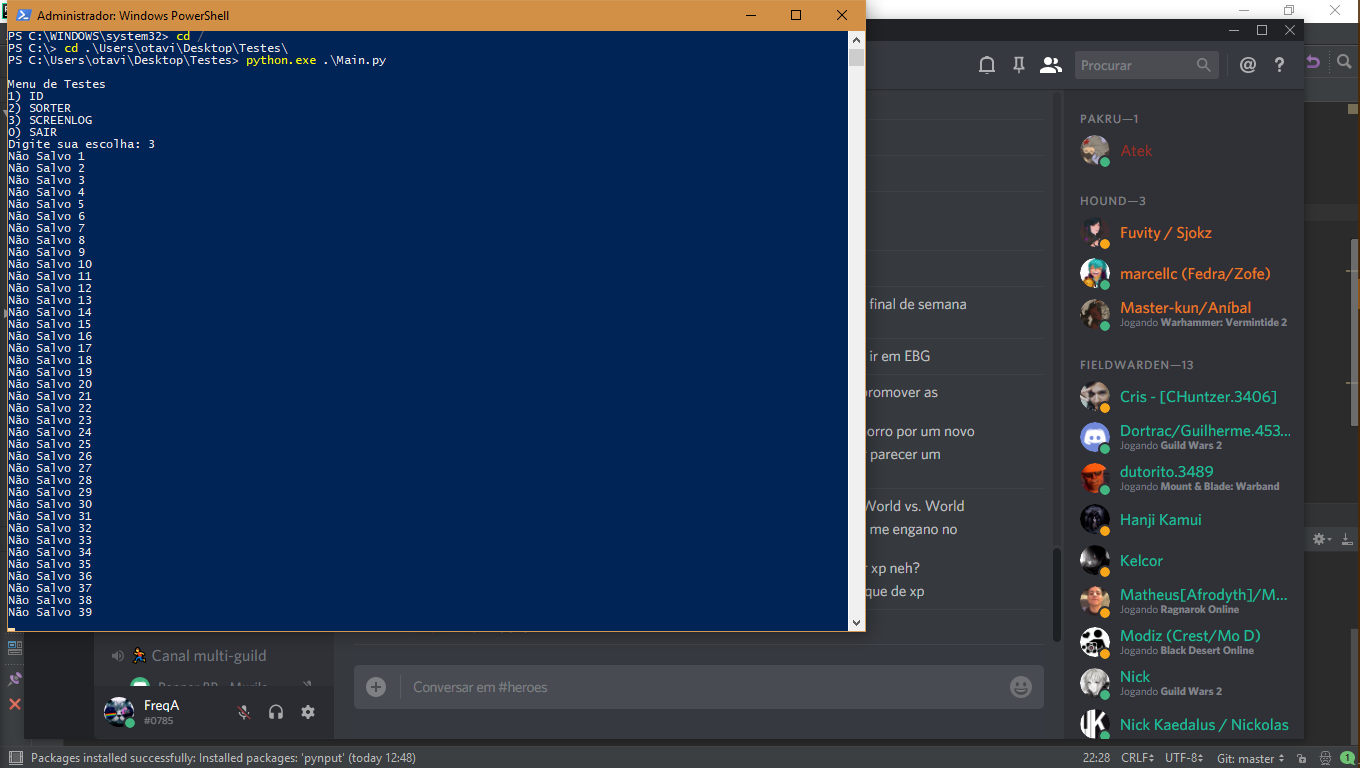 Administrador: Windows PowerShell
PS C:\WINDOWS\system32> cd /
PS C:\> cd .\Users\otavi\Desktop\Testes\
PS C:\Users\otavi\Desktop\Testes> python.exe .\Main.py
Menu de Testes
1) ID
2) SORTER
3) SCREENLOG
0) SAIR
Digite sua escolha: 3
Não Salvo 1
Não Salvo 2
Não Salvo 3
Não Salvo 4
Não Salvo 5
Não Salvo 6
Não Salvo 7
Não Salvo 8
Não Salvo 9
Não Salvo 10
Não Salvo 11
Não Salvo 12
Não Salvo 13
Não Salvo 14
Não Salvo 15
Não Salvo 16
Não Salvo 17
Não Salvo 18
Não Salvo 19
Não Salvo 20
Não Salvo 21
Não Salvo 22
Não Salvo 23
Não Salvo 24
Não Salvo 25
Não Salvo 26
Não Salvo 27
Não Salvo 28
Não Salvo 29
Não Salvo 30
Não Salvo 31
Não Salvo 32
Não Salvo 33
Não Salvo 34
Não Salvo 35
Não Salvo 36
Não Salvo 37
Não Salvo 38
Não Salvo 39
Procurar
final de semana
ir em EBG
promover as
orro por um novo
parecer um
World vs. World
me engano no
xp neh?
que de xp
PAKRU—1
Atek
HOUND—3
Fuvity / Sjokz
marcellc (Fedra/Zofe)
Master-kun/Aníbal
Jogando Warhammer: Vermintide 2
FIELDWARDEN—13
Cris - [CHuntzer.3406]
Dortrac/Guilherme.453...
Jogando Guild Wars 2
dutorito.3489
Jogando Mount & Blade: Warband
Hanji Kamui
Kelcor
Matheus[Afrodyth]/M...
Jogando Ragnarok Online
Modiz (Crest/Mo D)
Jogando Black Desert Online
Nick
Jogando Guild Wars 2
Nick Kaedalus / Nickolas
Canal multi-guild
FreqA
#0785
Conversar em #heroes
Packages installed successfully: Installed packages: 'pynput' (today 12:48)
22:28 CRLF UTF-8 Git: master 1